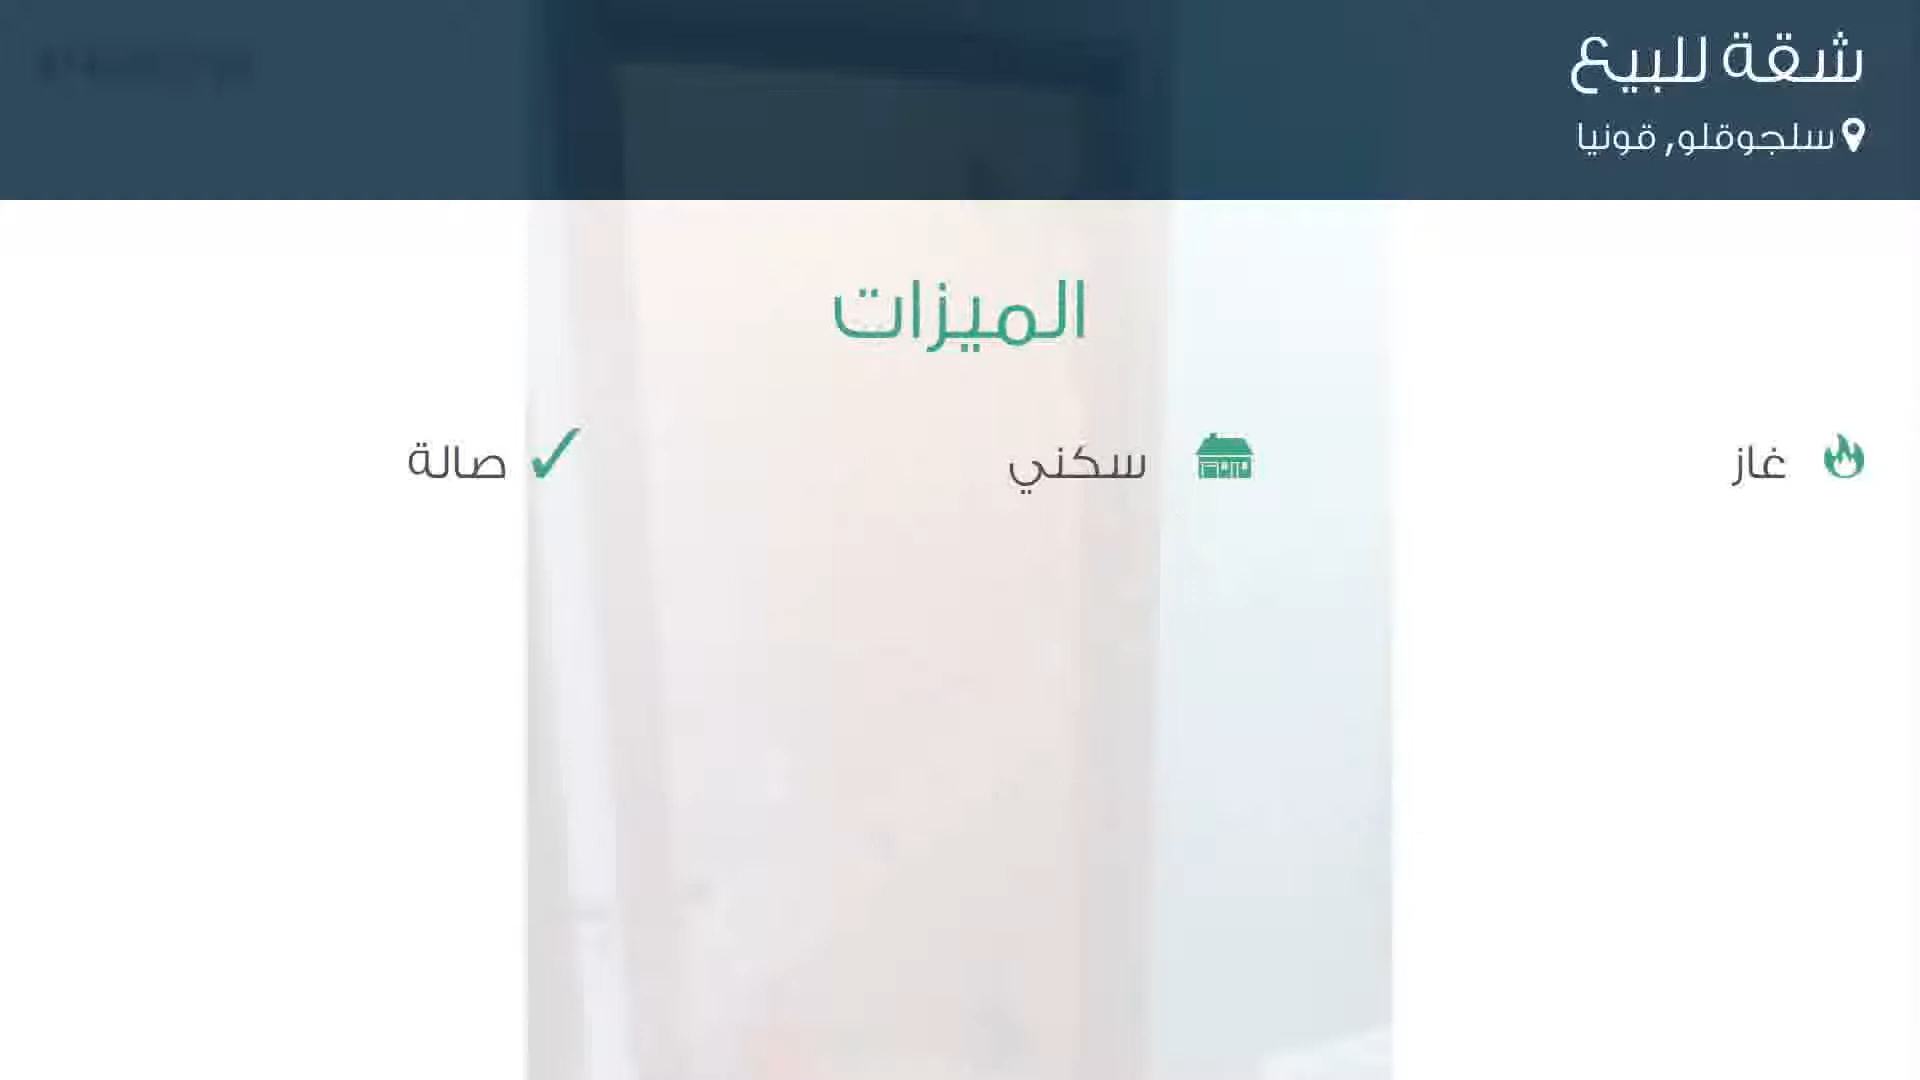 شقة للبيع
سلجوقلو, قونيا
الميزات
غاز
سكني
صالة